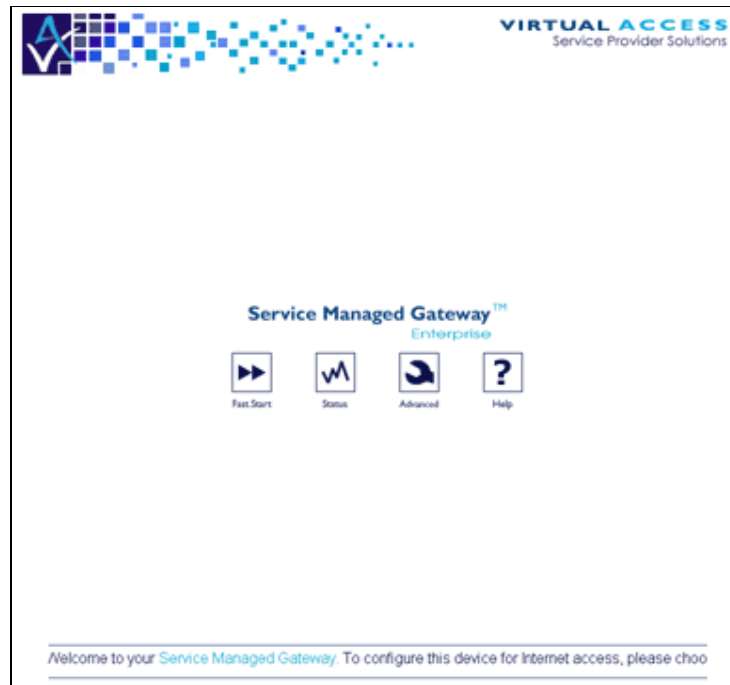 VIRTUAL ACCESS
Service Provider Solutions
Service Managed Gateway™
Enterprise
Fast Start
Status
Advanced
Help
?
Welcome to your Service Managed Gateway. To configure this device for Internet access, please choo